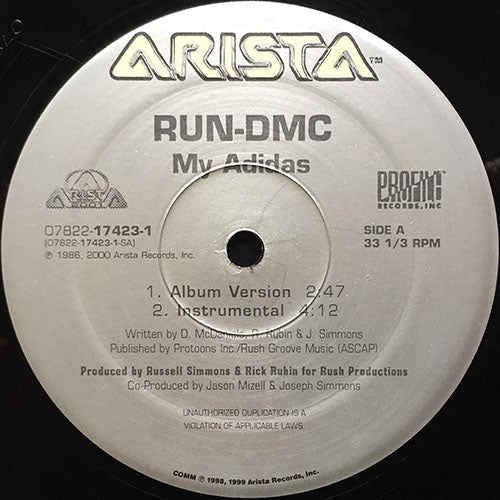 ARISTA™
RUN-DMC
My Adidas
ARISTA
PROFILE
RECORDS, INC
07822-17423-1
(07822-17423-1-SA)
℗ 1986, 2000 Arista Records, Inc.
SIDE A
33 1/3 RPM
1. Album Version 2:47
2. Instrumental 4:12
Written by D. McDaniels, R. Rubin & J. Simmons
Published by Protoons Inc./Rush Groove Music (ASCAP)
Produced by Russell Simmons & Rick Rubin for Rush Productions
Co-Produced by Jason Mizell & Joseph Simmons
UNAUTHORIZED DUPLICATION IS A
VIOLATION OF APPLICABLE LAWS.
COMM ℗ 1998, 1999 Arista Records, Inc.